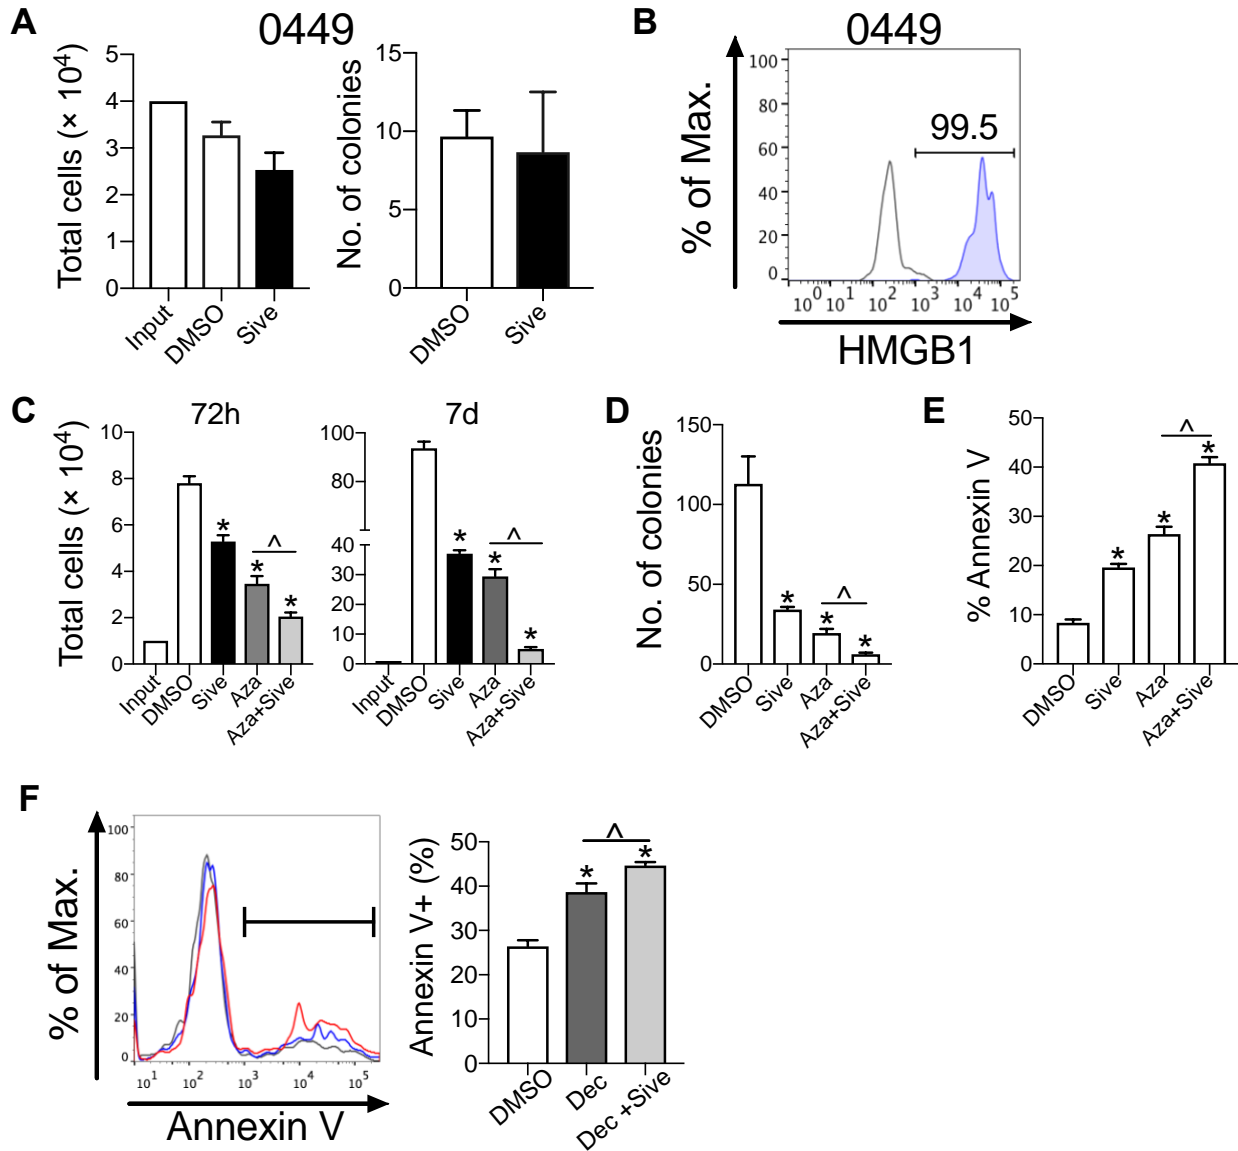 A
0449
Total cells (× 10⁴)
5
4
3
2
1
0
Input
DMSO
Sive
No. of colonies
15
10
5
0
DMSO
Sive
B
0449
% of Max.
100
80
60
40
20
0
99.5
10⁰ 10¹ 10² 10³ 10⁴ 10⁵
HMGB1
C
72h
Total cells (× 10⁴)
10
8
6
4
2
0
* * *
^
Input
DMSO
Sive
Aza
Aza+Sive
7d
100
80
40
30
20
10
0
* * *
^
Input
DMSO
Sive
Aza
Aza+Sive
D
No. of colonies
150
100
50
0
* * *
^
DMSO
Sive
Aza
Aza+Sive
E
% Annexin V
50
40
30
20
10
0
* * *
^
DMSO
Sive
Aza
Aza+Sive
F
% of Max.
100
80
60
40
20
0
10¹ 10² 10³ 10⁴ 10⁵
Annexin V
Annexin V+ (%)
50
40
30
20
10
0
* *
^
DMSO
Dec
Dec +Sive